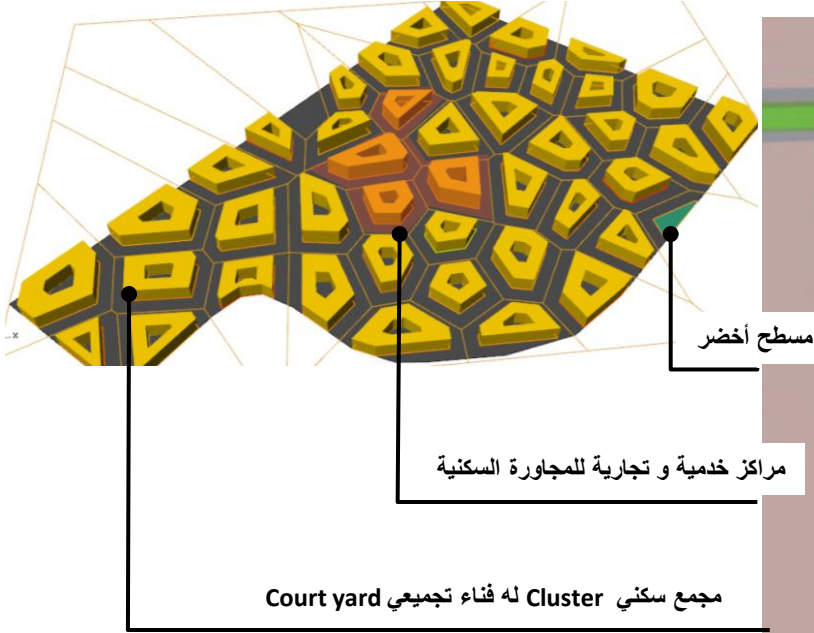 x
مسطح أخضر
مراكز خدمية و تجارية للمجاورة السكنية
مجمع سكني Cluster له فناء تجميعي Court yard